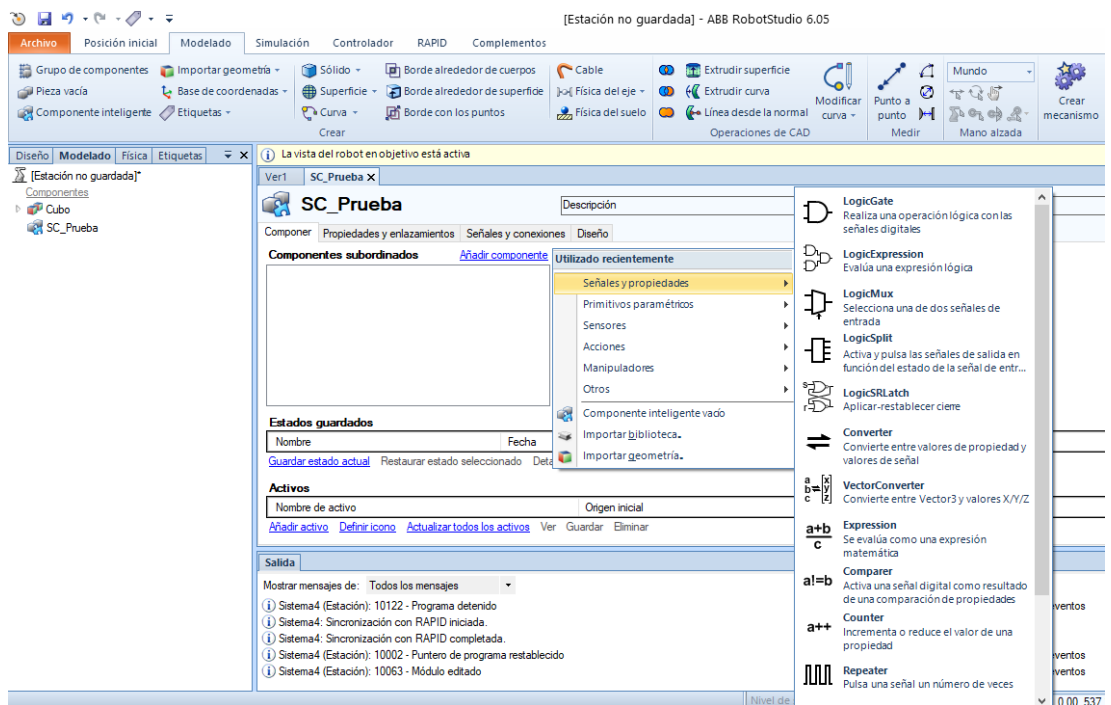 [Estación no guardada] - ABB RobotStudio 6.05
Archivo Posición inicial Modelado Simulación Controlador RAPID Complementos
Grupo de componentes
Pieza vacía
Componente inteligente
Importar geometría
Base de coordenadas
Etiquetas
Sólido
Superficie
Curva
Borde alrededor de cuerpos
Borde alrededor de superficie
Borde con los puntos
Crear
Cable
Física del eje
Física del suelo
Extrudir superficie
Extrudir curva
Línea desde la normal
Modificar
curva
Operaciones de CAD
Punto a
punto
Medir
Mundo
Mano alzada
Crear
mecanismo
Diseño Modelado Física Etiquetas
[Estación no guardada]*
Componentes
Cubo
SC_Prueba
La vista del robot en objetivo está activa
Ver1 SC_Prueba X
SC_Prueba
Descripción
Componer Propiedades y enlazamientos Señales y conexiones Diseño
Componentes subordinados Añadir componente
Utilizado recientemente
Señales y propiedades
Primitivos paramétricos
Sensores
Acciones
Manipuladores
Otros
Componente inteligente vacío
Importar biblioteca.
Importar geometría.
LogicGate
Realiza una operación lógica con las
señales digitales
LogicExpression
Evalúa una expresión lógica
LogicMux
Selecciona una de dos señales de
entrada
LogicSplit
Activa y pulsa las señales de salida en
función del estado de la señal de entr...
S
r
LogicSRLatch
Aplicar-restablecer cierre
Converter
Convierte entre valores de propiedad y
valores de señal
a x
b y
c z
VectorConverter
Convierte entre Vector3 y valores X/Y/Z
a+b
c
Expression
Se evalúa como una expresión
matemática
a!=b
Comparer
Activa una señal digital como resultado
de una comparación de propiedades
a++
Counter
Incrementa o reduce el valor de una
propiedad
Repeater
Pulsa una señal un número de veces
Estados guardados
Nombre Fecha
Guardar estado actual Restaurar estado seleccionado
Activos
Nombre de activo Origen inicial
Añadir activo Definir icono Actualizar todos los activos Ver Guardar Eliminar
Salida
Mostrar mensajes de: Todos los mensajes
Sistema4 (Estación): 10122 - Programa detenido
Sistema4: Sincronización con RAPID iniciada.
Sistema4: Sincronización con RAPID completada.
Sistema4 (Estación): 10002 - Puntero de programa restablecido
Sistema4 (Estación): 10063 - Módulo editado
Nivel de
0.00 537